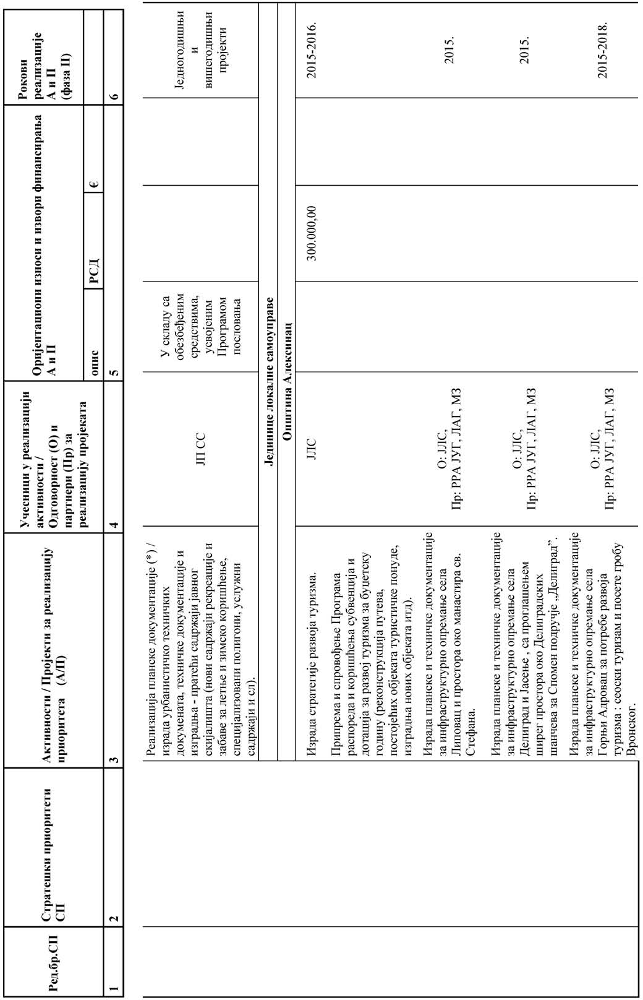 Ред.бр.СП
Стратешки приоритети
СП
Активности / Пројекти за реализацију
приоритета (А/П)
Учесници у реализацији
активности /
Одговорност (О) и
партнери (Пр) за
реализацију пројеката
Оријентациони износи и извори финансирања
А и П
опис
РСД
€
Рокови
реализације
А и П
(фаза II)
1
2
3
4
5
6
Реализација планске документације (*) /
израда урбанистичко техничких
докумената, техничке документације и
изградња - пратећи садржаји јавног
скијалишта (нови садржаји рекреације и
забаве за летње и зимско коришћење,
специјализовани полигони, услужни
садржаји и сл).
ЈП СС
У складу са
обезбеђеним
средствима,
усвојеним
Програмом
пословања
Једногодишњи
и
вишегодишњи
пројекти
Јединице локалне самоуправе
Општина Алексинац
Израда стратегије развоја туризма.
ЈЛС
300.000,00
2015-2016.
Припрема и спровођење Програма
распореда и коришћења субвенција и
дотација за развој туризма за буџетску
годину (реконструкција путева,
постојећих објеката туристичке понуде,
изградња нових објеката итд).
Израда планске и техничке документације
за инфраструктурно опремање села
Липовац и простора око манастира св.
Стефана.
О: ЈЛС,
Пр: РРА ЈУГ, ЛАГ, МЗ
2015.
Израда планске и техничке документације
за инфраструктурно опремање села
Делиград и Јасење , са проглашењем
ширег простора око Делиградских
шанчева за Спомен подручје „Делиград”.
О: ЈЛС,
Пр: РРА ЈУГ, ЛАГ, МЗ
2015.
Израда планске и техничке документације
за инфраструктурно опремање села
Горњи Адровац за потребе развоја
туризма : сеоски туризам и посете гробу
Вронског.
О: ЈЛС,
Пр: РРА ЈУГ, ЛАГ, МЗ
2015-2018.